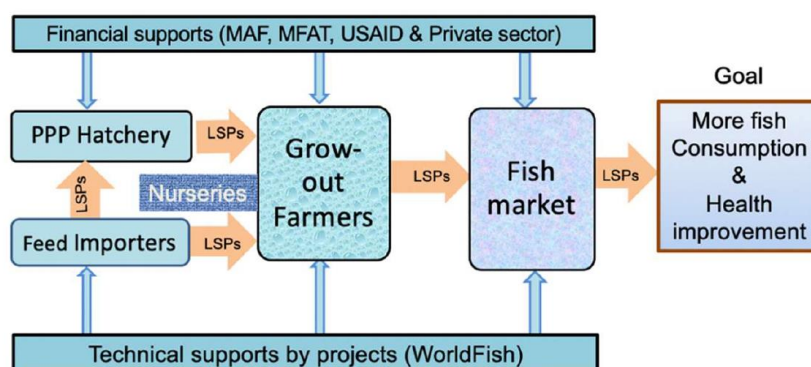 Financial supports (MAF, MFAT, USAID & Private sector)
Goal
PPP Hatchery
LSPs
Grow-
out
Farmers
LSPs
Fish
market
LSPs
More fish
Consumption
&
Health
improvement
LSPs
Nurseries
Feed Importers
LSPs
Technical supports by projects (WorldFish)